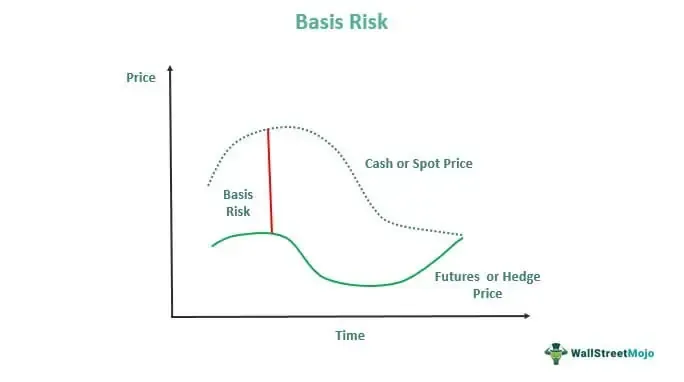 Basis Risk
Price
Cash or Spot Price
Basis
Risk
Futures or Hedge
Price
Time
WallStreetMojo